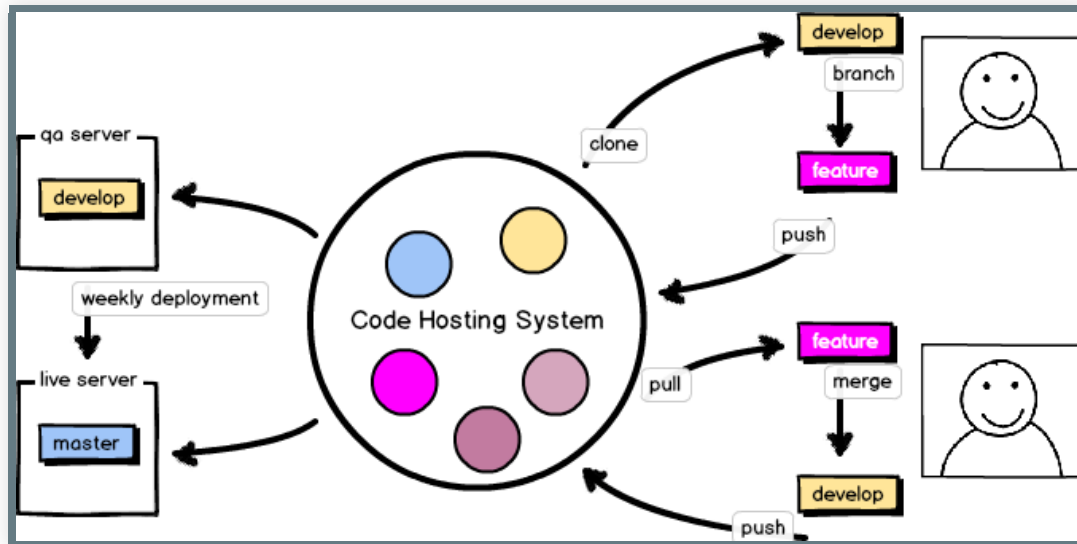 develop
branch
clone
feature
qa server
develop
push
weekly deployment
Code Hosting System
feature
live server
pull
merge
master
develop
push